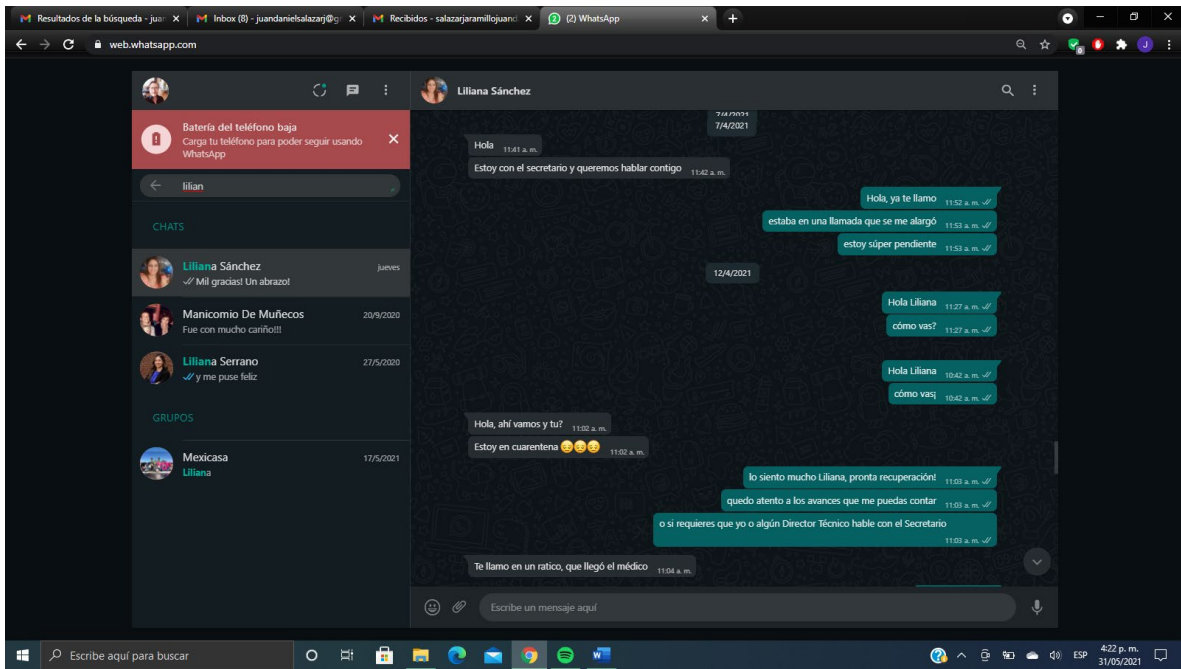 Resultados de la búsqueda - juan
Inbox (8) - juandanielsalazarj@g
Recibidos - salazarjaramillojuand
(2) WhatsApp
web.whatsapp.com
Liliana Sánchez
Batería del teléfono baja
Carga tu teléfono para poder seguir usando
WhatsApp
lilian
CHATS
Liliana Sánchez
jueves
Mil gracias! Un abrazo!
Manicomio De Muñecos
20/9/2020
Fue con mucho cariño!!!
Liliana Serrano
27/5/2020
y me puse feliz
GRUPOS
Mexicasa
17/5/2021
Liliana
7/4/2021
7/4/2021
Hola 11:41 a. m.
Estoy con el secretario y queremos hablar contigo 11:42 a. m.
Hola, ya te llamo 11:52 a. m.
estaba en una llamada que se me alargó 11:53 a. m.
estoy súper pendiente 11:53 a. m.
12/4/2021
Hola Liliana 11:27 a. m.
cómo vas? 11:27 a. m.
Hola Liliana 10:42 a. m.
cómo vas¡ 10:42 a. m.
Hola, ahí vamos y tu? 11:02 a. m.
Estoy en cuarentena 😔😔😔 11:02 a. m.
lo siento mucho Liliana, pronta recuperación! 11:03 a. m.
quedo atento a los avances que me puedas contar 11:03 a. m.
o si requieres que yo o algún Director Técnico hable con el Secretario
11:03 a. m.
Te llamo en un ratico, que llegó el médico 11:04 a. m.
Escribe un mensaje aquí
Escribe aquí para buscar
ESP
4:22 p. m.
31/05/2021